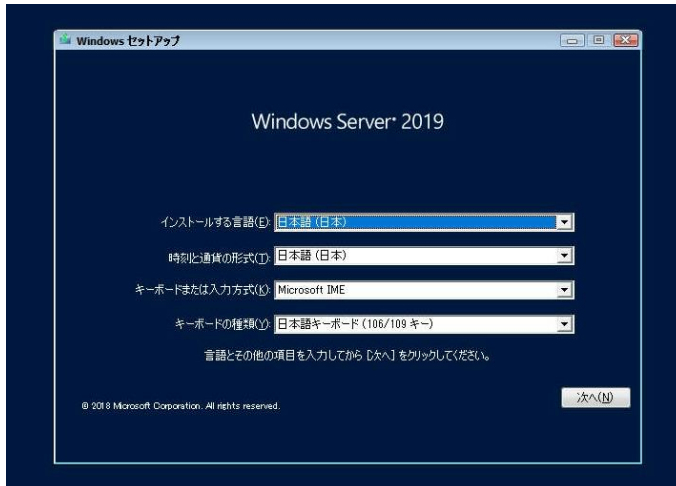 Windows セットアップ
Windows Server® 2019
インストールする言語(E): 日本語 (日本)
時刻と通貨の形式(T): 日本語 (日本)
キーボードまたは入力方式(K): Microsoft IME
キーボードの種類(Y): 日本語キーボード (106/109 キー)
言語とその他の項目を入力してから [次へ] をクリックしてください。
次へ(N)
© 2018 Microsoft Corporation. All rights reserved.